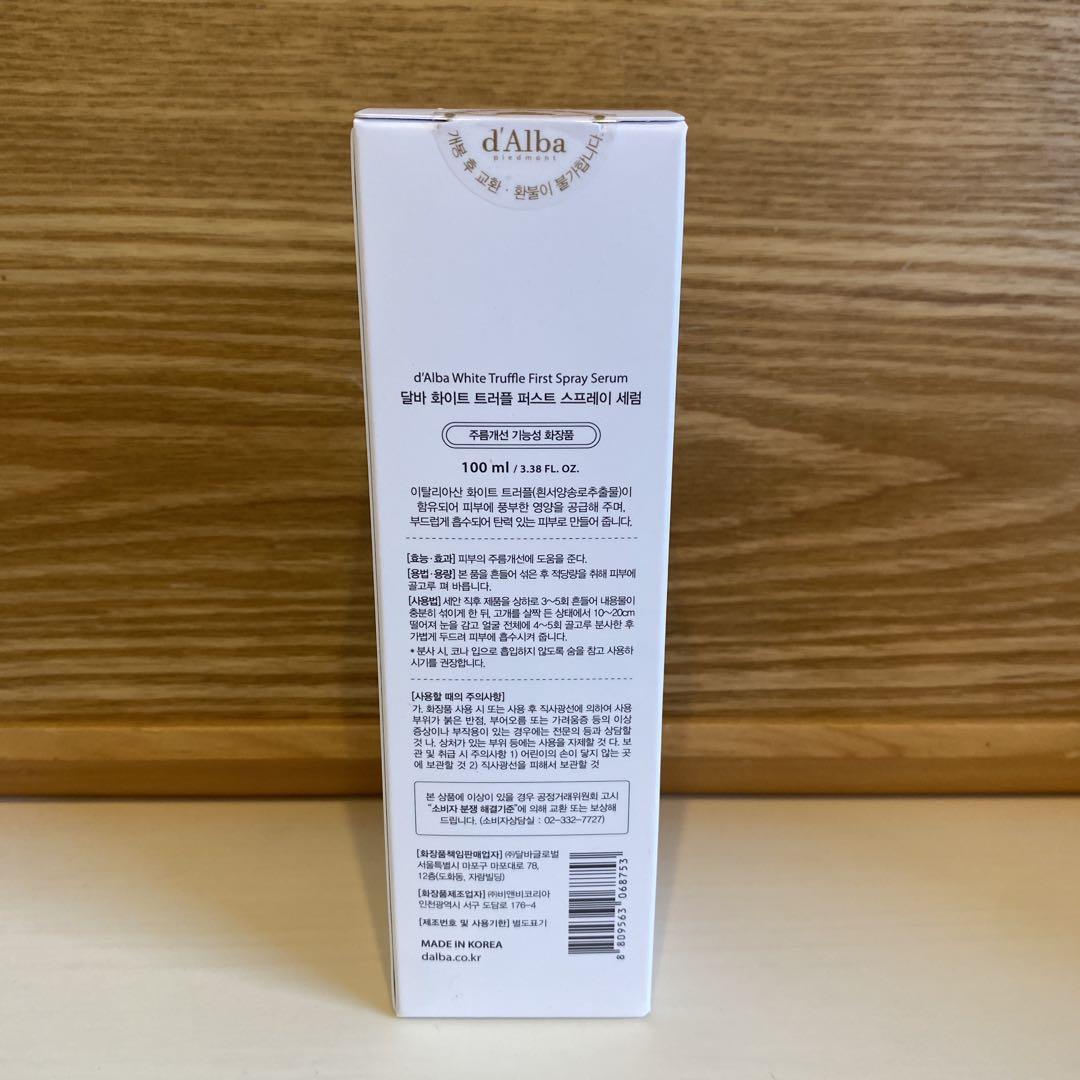 d'Alba
piedmont
개봉 후 교환 · 환불이 불가합니다.
d'Alba White Truffle First Spray Serum
달바 화이트 트러플 퍼스트 스프레이 세럼
주름개선 기능성 화장품
100 ml / 3.38 FL. OZ.
이탈리아산 화이트 트러플(흰서양송로추출물)이
함유되어 피부에 풍부한 영양을 공급해 주며,
부드럽게 흡수되어 탄력 있는 피부로 만들어 줍니다.
[효능·효과] 피부의 주름개선에 도움을 준다.
[용법·용량] 본 품을 흔들어 섞은 후 적당량을 취해 피부에
골고루 펴 바릅니다.
[사용법] 세안 직후 제품을 상하로 3~5회 흔들어 내용물이
충분히 섞이게 한 뒤, 고개를 살짝 든 상태에서 10~20cm
떨어져 눈을 감고 얼굴 전체에 4~5회 골고루 분사한 후
가볍게 두드려 피부에 흡수시켜 줍니다.
* 분사 시, 코나 입으로 흡입하지 않도록 숨을 참고 사용하
시기를 권장합니다.
[사용할 때의 주의사항]
가. 화장품 사용 시 또는 사용 후 직사광선에 의하여 사용
부위가 붉은 반점, 부어오름 또는 가려움증 등의 이상
증상이나 부작용이 있는 경우에는 전문의 등과 상담할
것 나. 상처가 있는 부위 등에는 사용을 자제할 것 다. 보
관 및 취급 시 주의사항 1) 어린이의 손이 닿지 않는 곳
에 보관할 것 2) 직사광선을 피해서 보관할 것
본 상품에 이상이 있을 경우 공정거래위원회 고시
"소비자 분쟁 해결기준"에 의해 교환 또는 보상해
드립니다. (소비자상담실 : 02-332-7727)
[화장품책임판매업자] ㈜달바글로벌
서울특별시 마포구 마포대로 78,
12층(도화동, 자람빌딩)
[화장품제조업자] ㈜비앤비코리아
인천광역시 서구 도담로 176-4
[제조번호 및 사용기한] 별도표기
MADE IN KOREA
dalba.co.kr
8 809563 068753